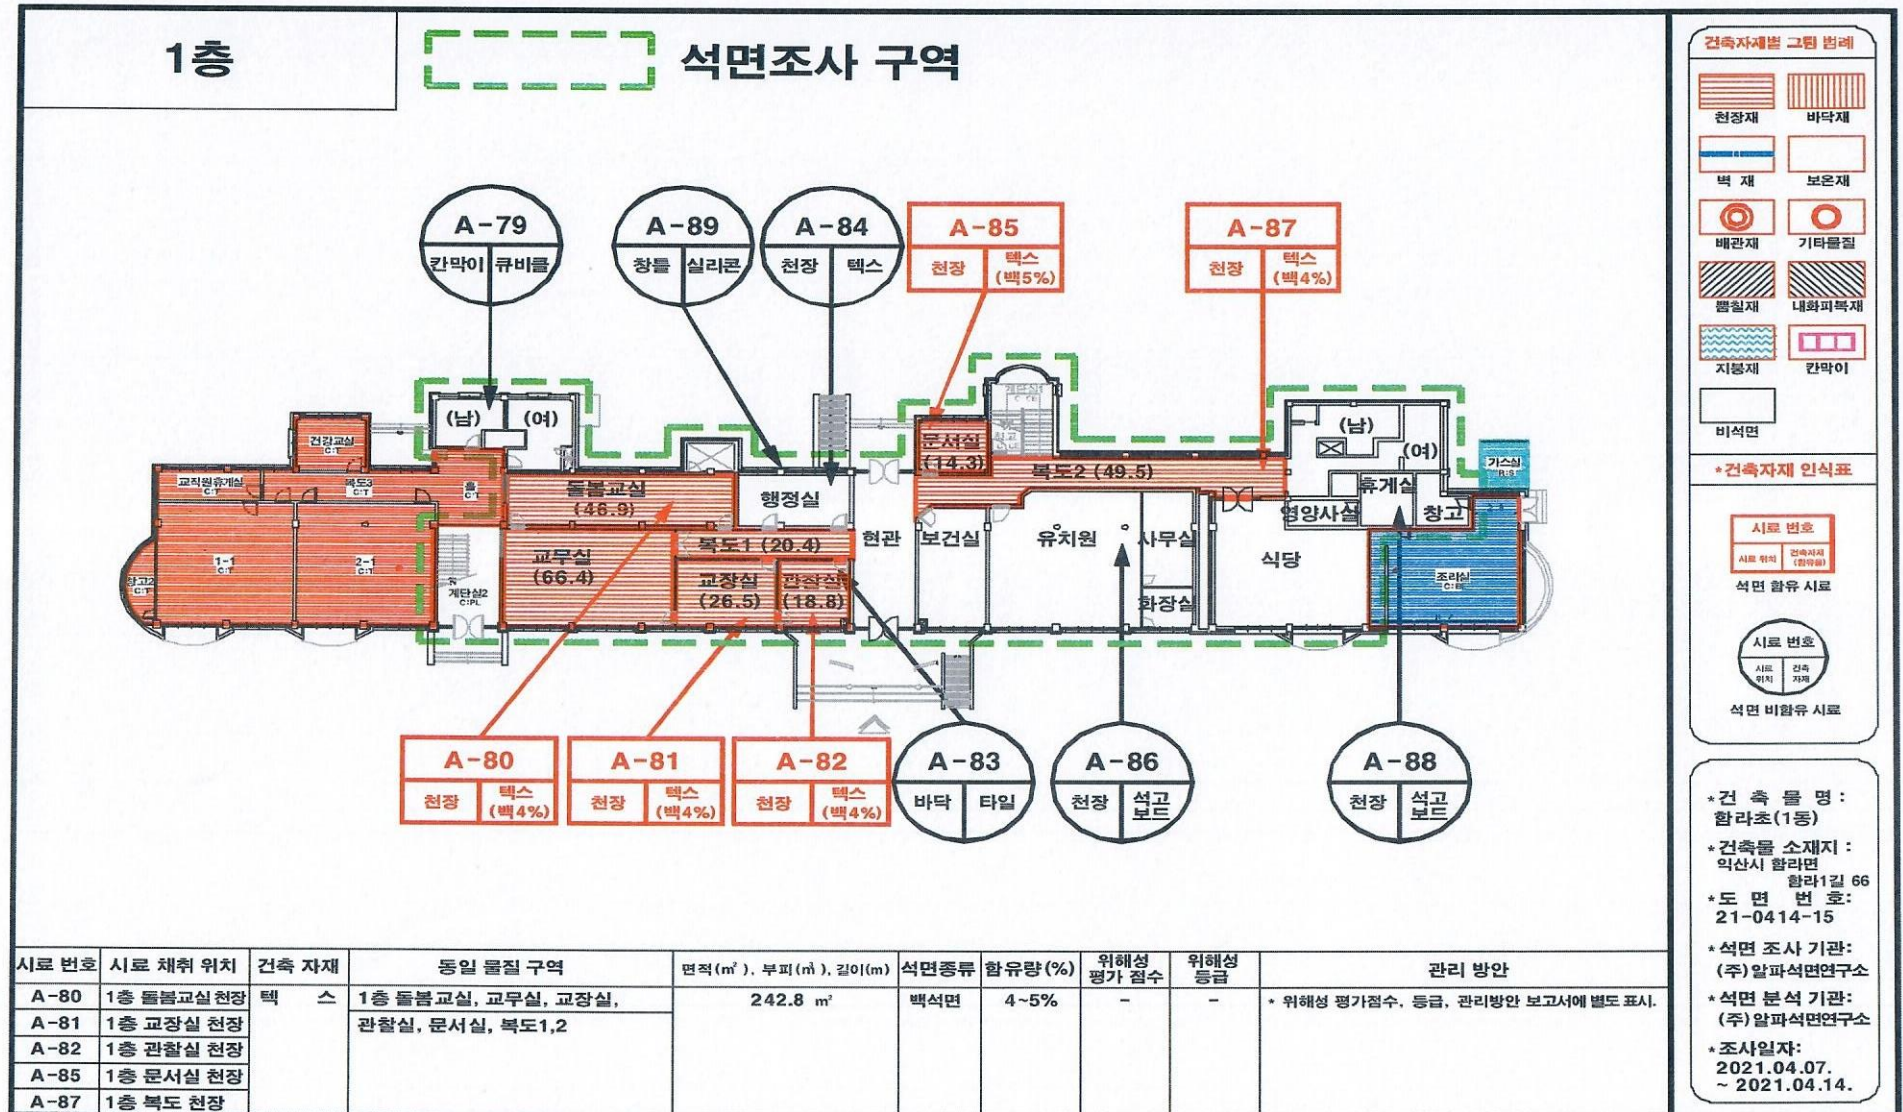 1층
석면조사 구역
A-79
칸막이 큐비클
A-89
창틀 실리콘
A-84
천장 텍스
A-85
천장 텍스
(백5%)
A-87
천장 텍스
(백4%)
(남)
(여)
건강교실
C:T
교직원휴게실
C:T
복도3
C:T
홀
C:T
1-1
C:T
2-1
C:T
창고2
C:T
계단실2
C:PL
돌봄교실
(46.9)
교무실
(66.4)
복도1 (20.4)
교장실
(26.5)
관찰실
(18.8)
행정실
현관
문서실
(14.3)
계단실1
복도2 (49.5)
보건실
유치원
사무실
화장실
(남)
(여)
휴게실
영양사실
창고
식당
가스실
R:S
조리실
A-80
천장 텍스
(백4%)
A-81
천장 텍스
(백4%)
A-82
천장 텍스
(백4%)
A-83
바닥 타일
A-86
천장 석고
보드
A-88
천장 석고
보드
시료 번호 시료 채취 위치 건축 자재 동일 물질 구역 면적(㎡), 부피(㎥), 길이(m) 석면종류 함유량(%) 위해성 평가 점수 위해성 등급 관리 방안
A-80 1층 돌봄교실 천장 텍 스 1층 돌봄교실, 교무실, 교장실, 242.8 ㎡ 백석면 4~5% - - * 위해성 평가점수, 등급, 관리방안 보고서에 별도 표시.
A-81 1층 교장실 천장 관찰실, 문서실, 복도1,2
A-82 1층 관찰실 천장
A-85 1층 문서실 천장
A-87 1층 복도 천장
건축자재별 그림 범례
천장재 바닥재
벽 재 보온재
배관재 기타물질
뿜칠재 내화피복재
지붕재 칸막이
비석면
*건축자재 인식표
시료 번호
시료 위치 건축자재
(함유율)
석면 함유 시료
시료 번호
시료 위치 건축 자재
석면 비함유 시료
*건 축 물 명 :
함라초(1동)
*건축물 소재지 :
익산시 함라면
함라1길 66
*도 면 번 호:
21-0414-15
*석면 조사 기관:
(주)알파석면연구소
*석면 분석 기관:
(주)알파석면연구소
*조사일자:
2021.04.07.
~ 2021.04.14.